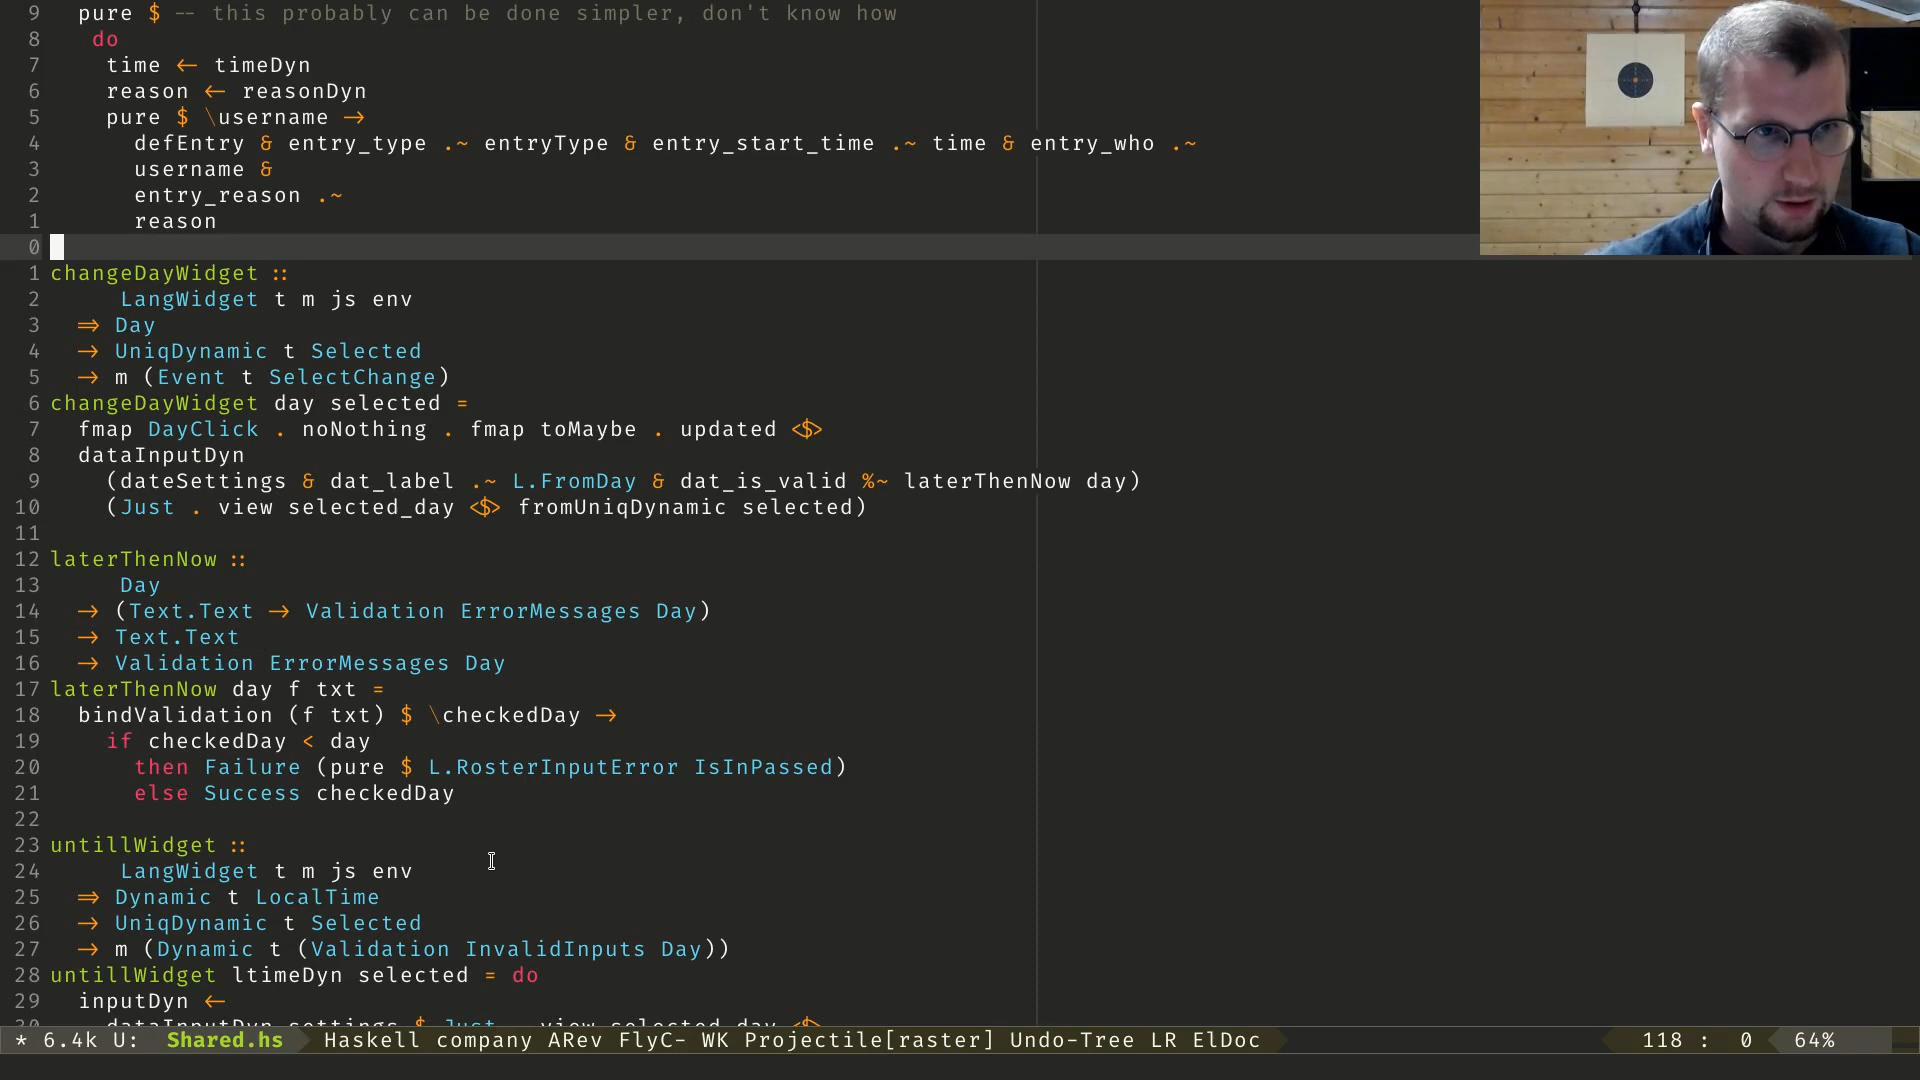 9 pure $ -- this probably can be done simpler, don't know how
8 do
7 time ← timeDyn
6 reason ← reasonDyn
5 pure $ \username →
4 defEntry & entry_type .~ entryType & entry_start_time .~ time & entry_who .~
3 username &
2 entry_reason .~
1 reason
0
1 changeDayWidget ::
2 LangWidget t m js env
3 ⇒ Day
4 → UniqDynamic t Selected
5 → m (Event t SelectChange)
6 changeDayWidget day selected =
7 fmap DayClick . noNothing . fmap toMaybe . updated <$>
8 dataInputDyn
9 (dateSettings & dat_label .~ L.FromDay & dat_is_valid %~ laterThenNow day)
10 (Just . view selected_day <$> fromUniqDynamic selected)
11
12 laterThenNow ::
13 Day
14 → (Text.Text → Validation ErrorMessages Day)
15 → Text.Text
16 → Validation ErrorMessages Day
17 laterThenNow day f txt =
18 bindValidation (f txt) $ \checkedDay →
19 if checkedDay < day
20 then Failure (pure $ L.RosterInputError IsInPassed)
21 else Success checkedDay
22
23 untillWidget ::
24 LangWidget t m js env
25 ⇒ Dynamic t LocalTime
26 → UniqDynamic t Selected
27 → m (Dynamic t (Validation InvalidInputs Day))
28 untillWidget ltimeDyn selected = do
29 inputDyn ←
30 dataInputDyn settings $ Just . view selected_day <$>
* 6.4k U: Shared.hs Haskell company ARev FlyC- WK Projectile[raster] Undo-Tree LR ElDoc 118 : 0 64%